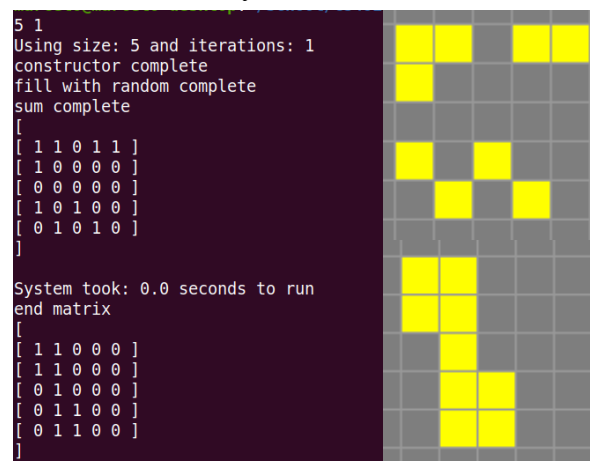 5 1
Using size: 5 and iterations: 1
constructor complete
fill with random complete
sum complete
[
[ 1 1 0 1 1 ]
[ 1 0 0 0 0 ]
[ 0 0 0 0 0 ]
[ 1 0 1 0 0 ]
[ 0 1 0 1 0 ]
]
System took: 0.0 seconds to run
end matrix
[
[ 1 1 0 0 0 ]
[ 1 1 0 0 0 ]
[ 0 1 0 0 0 ]
[ 0 1 1 0 0 ]
[ 0 1 1 0 0 ]
]